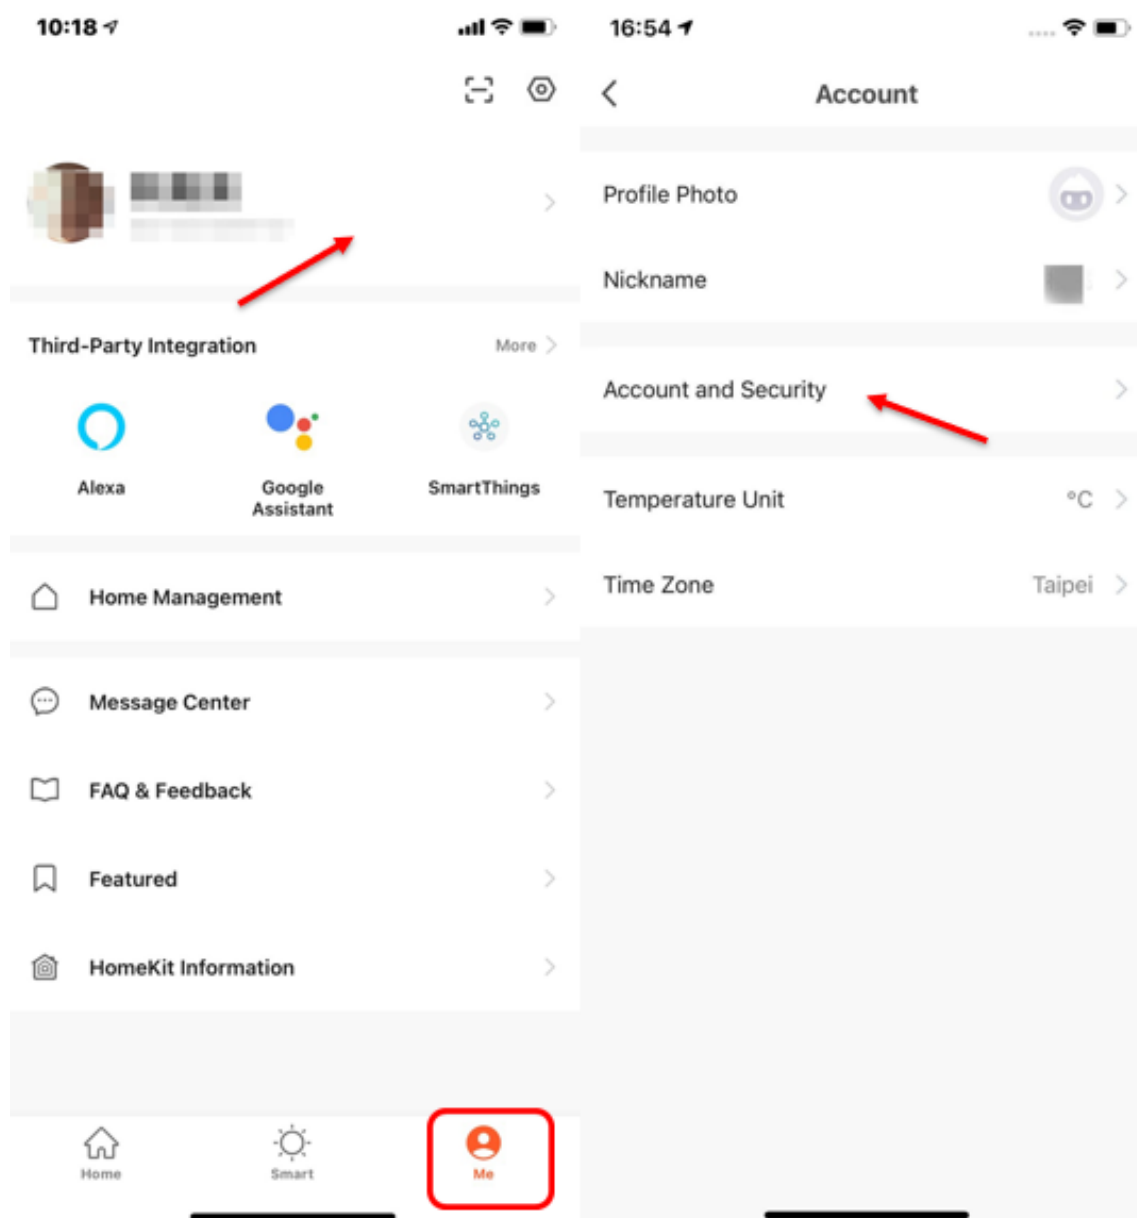 10:18
Third-Party Integration
More
Alexa
Google
Assistant
SmartThings
Home Management
Message Center
FAQ & Feedback
Featured
HomeKit Information
Home
Smart
Me
16:54
Account
Profile Photo
Nickname
Account and Security
Temperature Unit
°C
Time Zone
Taipei